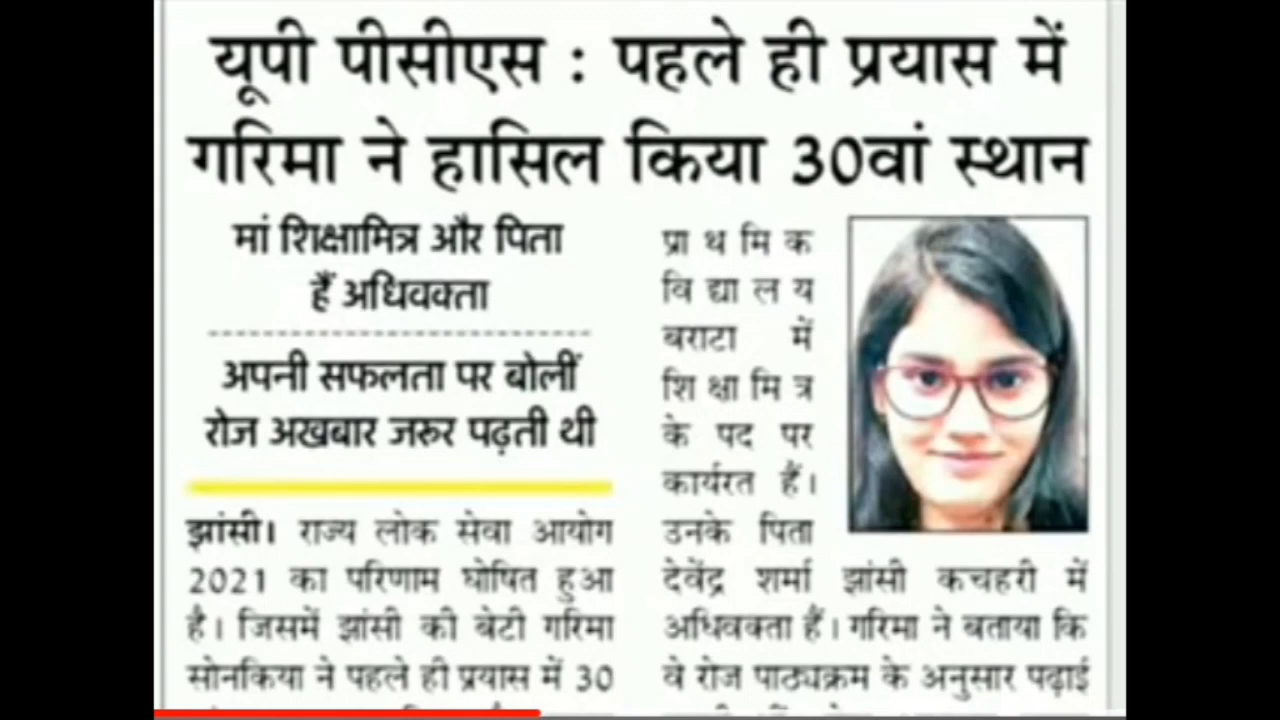 यूपी पीसीएस : पहले ही प्रयास में
गरिमा ने हासिल किया 30वां स्थान
मां शिक्षामित्र और पिता
हैं अधिवक्ता
अपनी सफलता पर बोलीं
रोज अखबार जरूर पढ़ती थी
झांसी। राज्य लोक सेवा आयोग
2021 का परिणाम घोषित हुआ
है। जिसमें झांसी की बेटी गरिमा
सोनकिया ने पहले ही प्रयास में 30
प्राथमिक
विद्यालय
बराटा में
शिक्षामित्र
के पद पर
कार्यरत हैं।
उनके पिता
देवेंद्र शर्मा झांसी कचहरी में
अधिवक्ता हैं। गरिमा ने बताया कि
वे रोज पाठ्यक्रम के अनुसार पढ़ाई